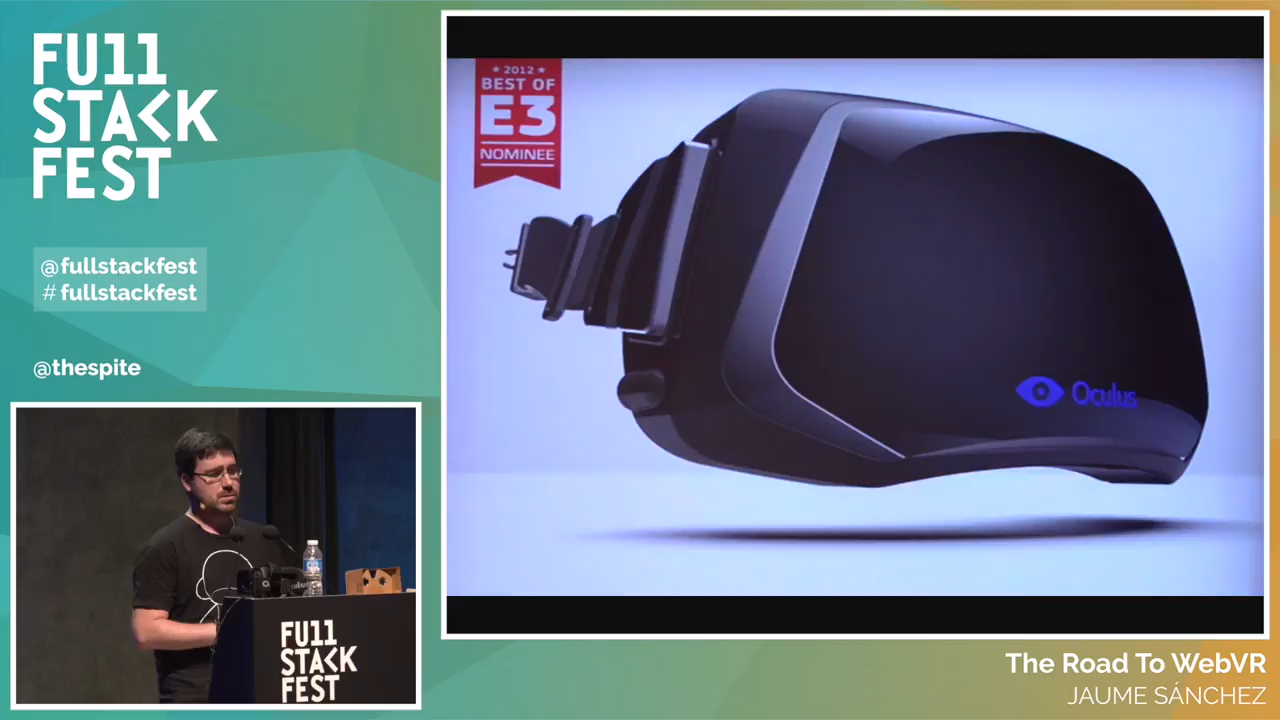 FU11
STACK
FEST
@fullstackfest
# fullstackfest
@thespite
2012
BEST OF
E3
NOMINEE
Oculus
FU11
STACK
FEST
The Road To WebVR
JAUME SÁNCHEZ